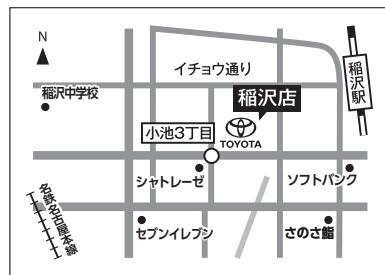 N
イチョウ通り
稲沢駅
稲沢中学校
稲沢店
小池3丁目
TOYOTA
シャトレーゼ
ソフトバンク
名鉄名古屋本線
セブンイレブン
さのさ鮨